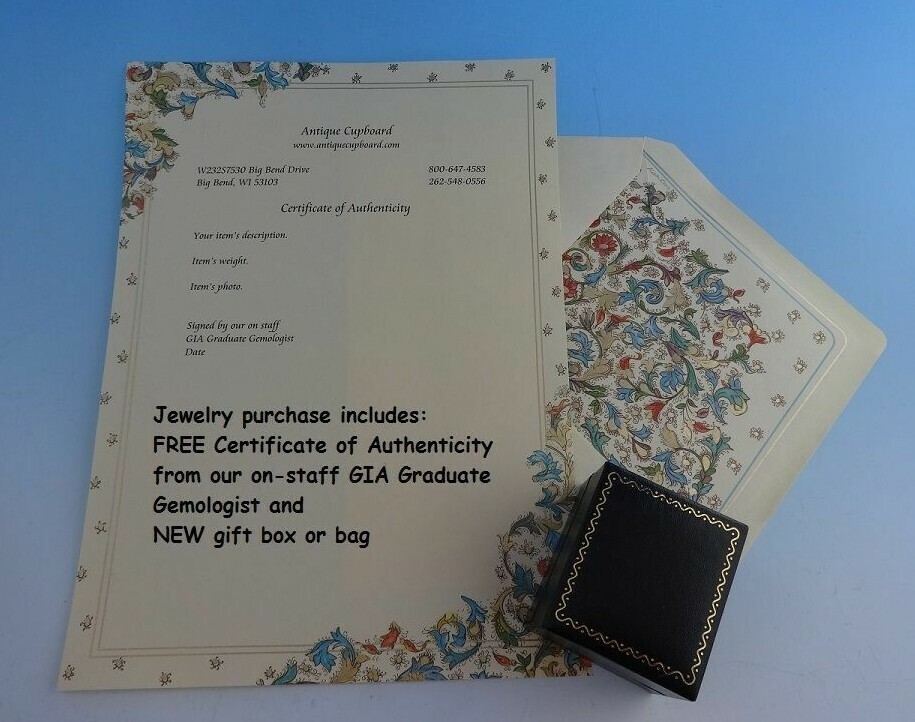 Antique Cupboard
www.antiquecupboard.com
W232S7530 Big Bend Drive 800-647-4583
Big Bend, WI 53103 262-548-0556
Certificate of Authenticity
Your item's description.
Item's weight.
Item's photo.
Signed by our on staff
GIA Graduate Gemologist
Date
Jewelry purchase includes:
FREE Certificate of Authenticity
from our on-staff GIA Graduate
Gemologist and
NEW gift box or bag